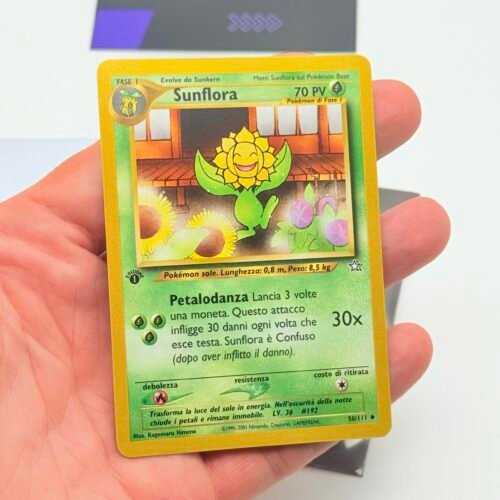 FASE 1 Evolve da Sunkern Metti Sunflora sul Pokémon Base
Sunflora 70 PV
Pokémon di Fase 1
Pokémon sole. Lunghezza: 0,8 m, Peso: 8,5 kg
EDIZIONE
1
Petalodanza Lancia 3 volte
una moneta. Questo attacco
infligge 30 danni ogni volta che
esce testa. Sunflora è Confuso
(dopo aver inflitto il danno).
30x
debolezza resistenza costo di ritirata
Trasforma la luce del sole in energia. Nell'oscurità della notte
chiude i petali e rimane immobile. LV. 36 #192
Illus. Kagemaru Himeno ©1995-2001 Nintendo, Creatures, GAMEFREAK. 50/111